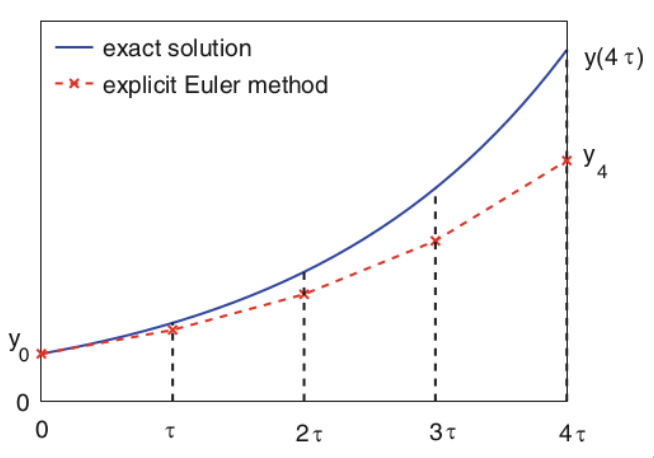 exact solution
explicit Euler method
y(4 τ)
y4
y0
0
0 τ 2τ 3τ 4τ